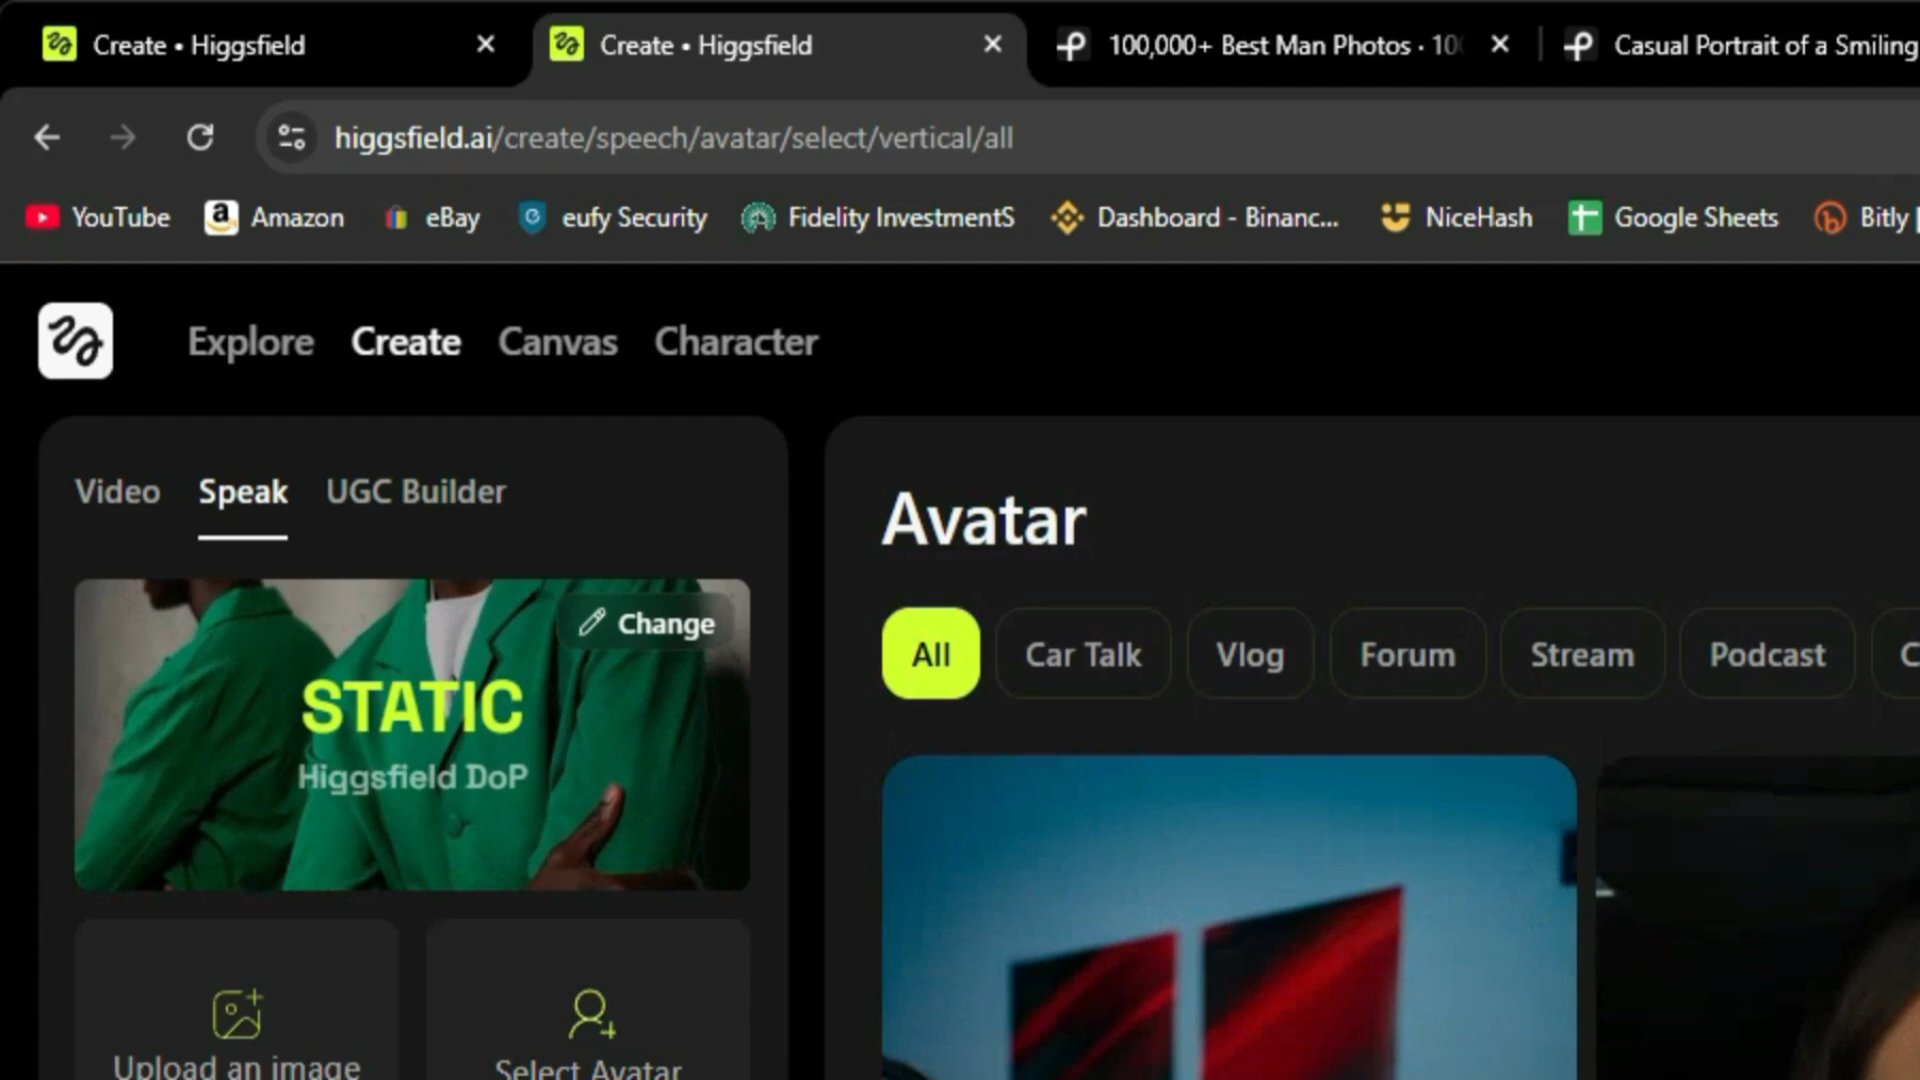 Create • Higgsfield
Create • Higgsfield
100,000+ Best Man Photos · 10
Casual Portrait of a Smiling
higgsfield.ai/create/speech/avatar/select/vertical/all
YouTube
Amazon
eBay
eufy Security
Fidelity InvestmentS
Dashboard - Binanc...
NiceHash
Google Sheets
Bitly |
Explore
Create
Canvas
Character
Video
Speak
UGC Builder
Change
STATIC
Higgsfield DoP
Upload an image
Select Avatar
Avatar
All
Car Talk
Vlog
Forum
Stream
Podcast